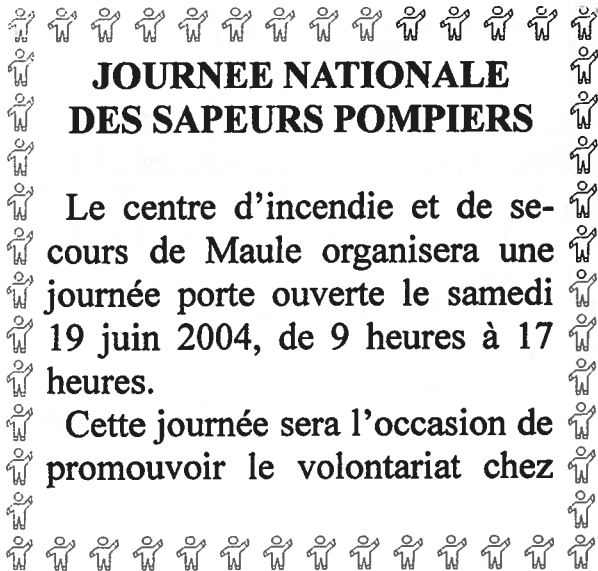 JOURNEE NATIONALE
DES SAPEURS POMPIERS
Le centre d'incendie et de se-
cours de Maule organisera une
journée porte ouverte le samedi
19 juin 2004, de 9 heures à 17
heures.
Cette journée sera l'occasion de
promouvoir le volontariat chez